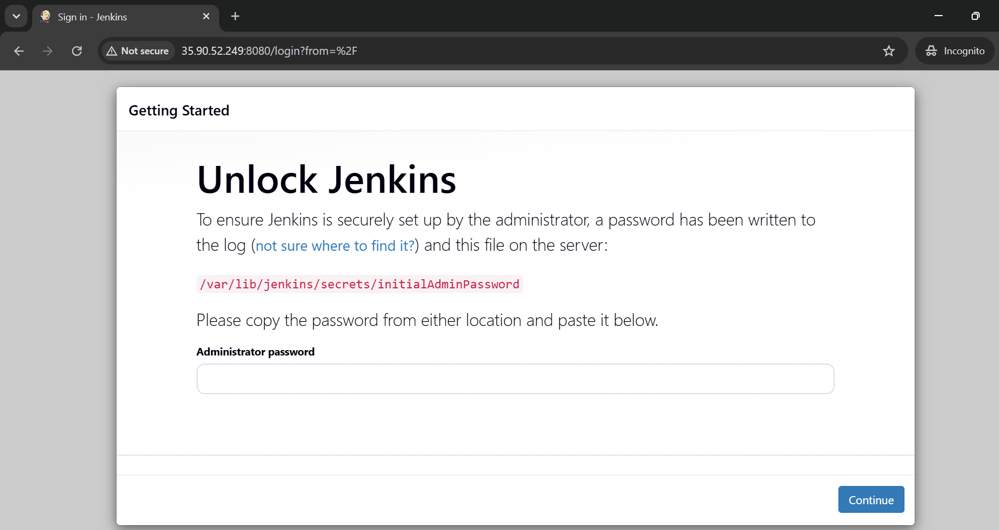 Sign in - Jenkins
Not secure
35.90.52.249:8080/login?from=%2F
Incognito
Getting Started
Unlock Jenkins
To ensure Jenkins is securely set up by the administrator, a password has been written to
the log (not sure where to find it?) and this file on the server:
/var/lib/jenkins/secrets/initialAdminPassword
Please copy the password from either location and paste it below.
Administrator password
Continue